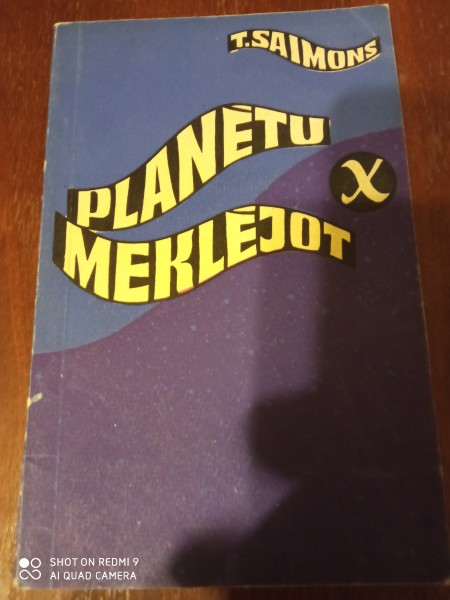 T.SAIMONS
PLANĒTU
X
MEKLĒJOT
SHOT ON REDMI 9
AI QUAD CAMERA